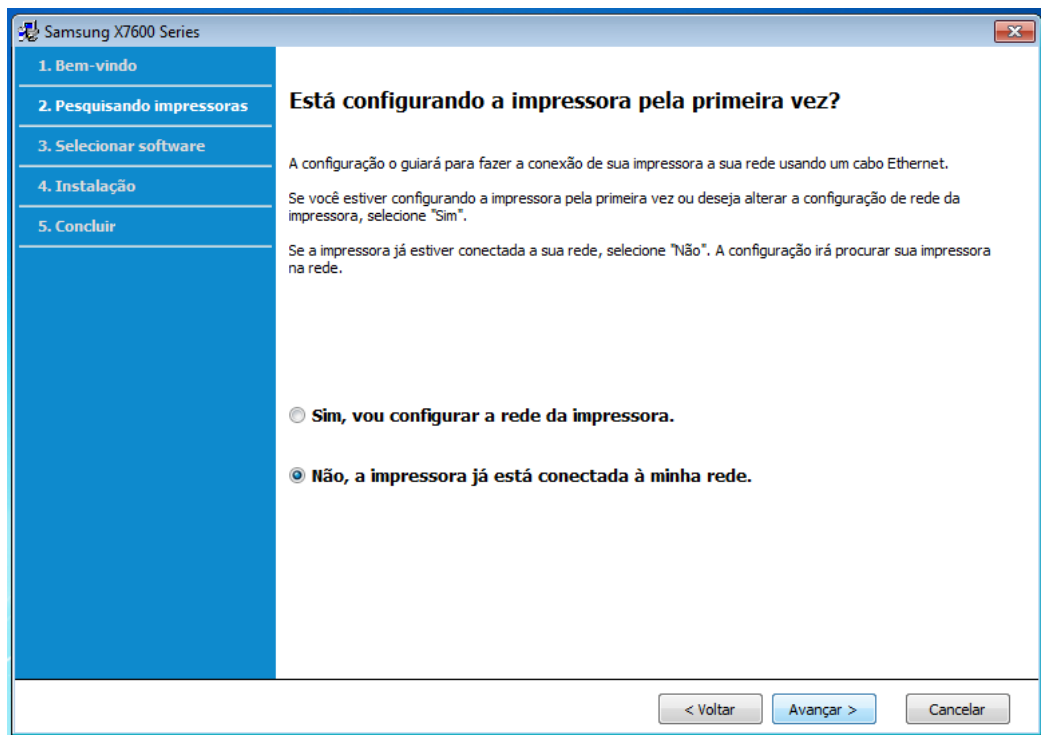 Samsung X7600 Series
1. Bem-vindo
2. Pesquisando impressoras
3. Selecionar software
4. Instalação
5. Concluir
Está configurando a impressora pela primeira vez?
A configuração o guiará para fazer a conexão de sua impressora a sua rede usando um cabo Ethernet.
Se você estiver configurando a impressora pela primeira vez ou deseja alterar a configuração de rede da
impressora, selecione "Sim".
Se a impressora já estiver conectada a sua rede, selecione "Não". A configuração irá procurar sua impressora
na rede.
Sim, vou configurar a rede da impressora.
Não, a impressora já está conectada à minha rede.
< Voltar
Avançar >
Cancelar